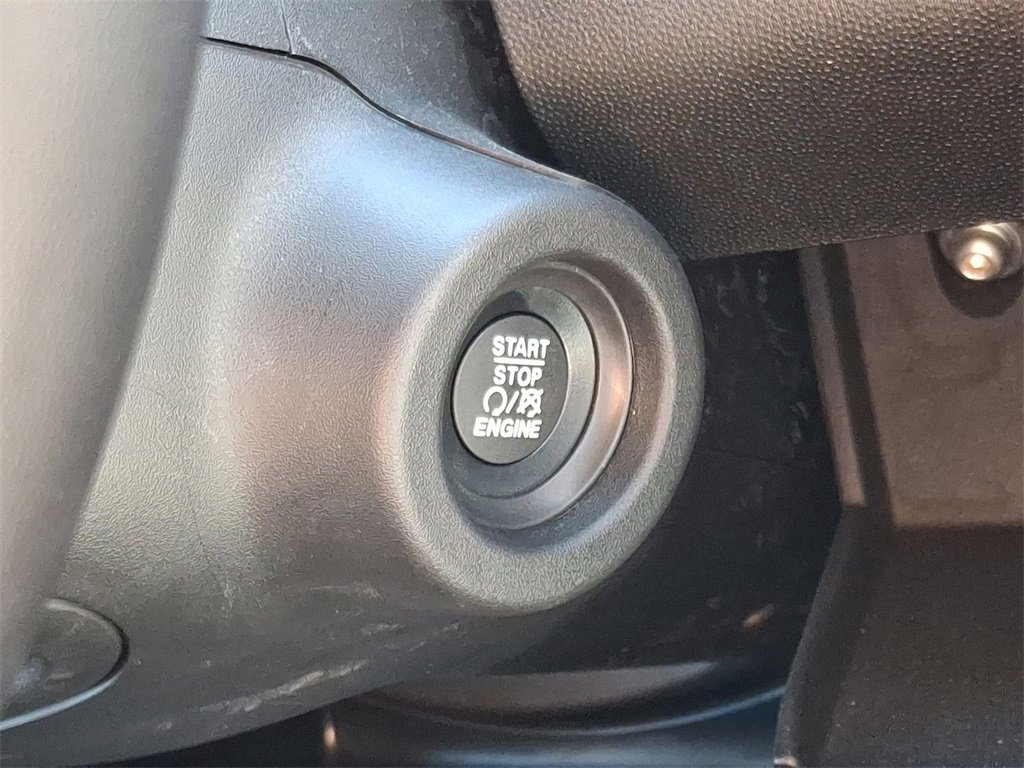 START
STOP
/
ENGINE